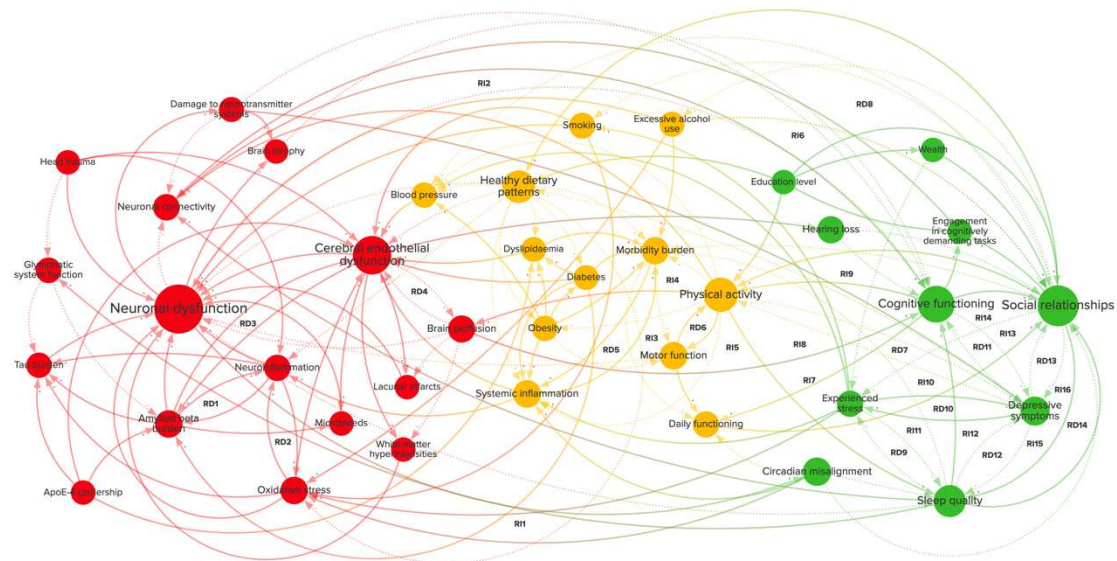 RI2
RD8
Damage to neurotransmitter
systems
Smoking
Excessive alcohol
use
RI6
Wealth
Head trauma
Brain atrophy
Education level
Healthy dietary
patterns
Blood pressure
Neuronal connectivity
Hearing loss
Engagement
in cognitively
demanding tasks
Cerebral endothelial
dysfunction
Dyslipidaemia
Morbidity burden
Glymphatic
system function
Diabetes
RI4
RI9
RD4
Physical activity
Cognitive functioning
Social relationships
Neuronal dysfunction
RD3
Brain perfusion
Obesity
RD6
RI14
RI13
RI3
RI5
RI8
RD5
RD7
RD11
Motor function
RD13
Tau burden
Neuroinflammation
Lacunar infarcts
Systemic inflammation
RI7
RI10
RI16
Experienced
stress
RD10
Depressive
symptoms
RD1
Amyloid beta
burden
Microbleeds
Daily functioning
RI11
RI12
RI15
RD14
RD2
White matter
hyperintensities
RD9
RD12
Circadian misalignment
ApoE-4 carriership
Oxidative stress
Sleep quality
RI1